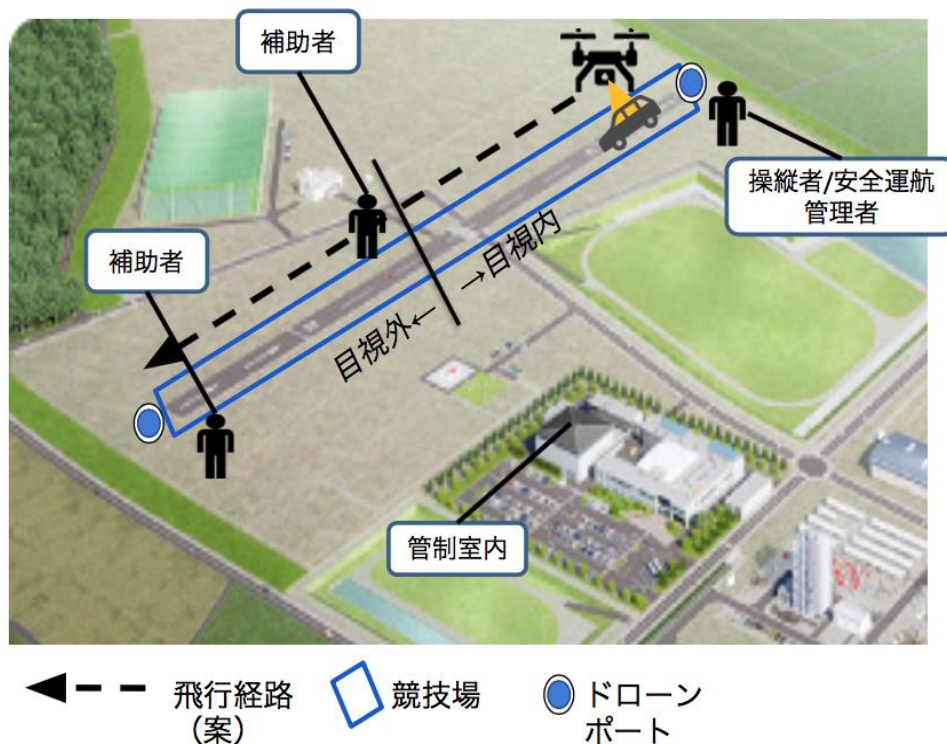 補助者
補助者
操縦者/安全運航
管理者
目視外←
→目視内
管制室内
飛行経路
（案）
競技場
ドローン
ポート